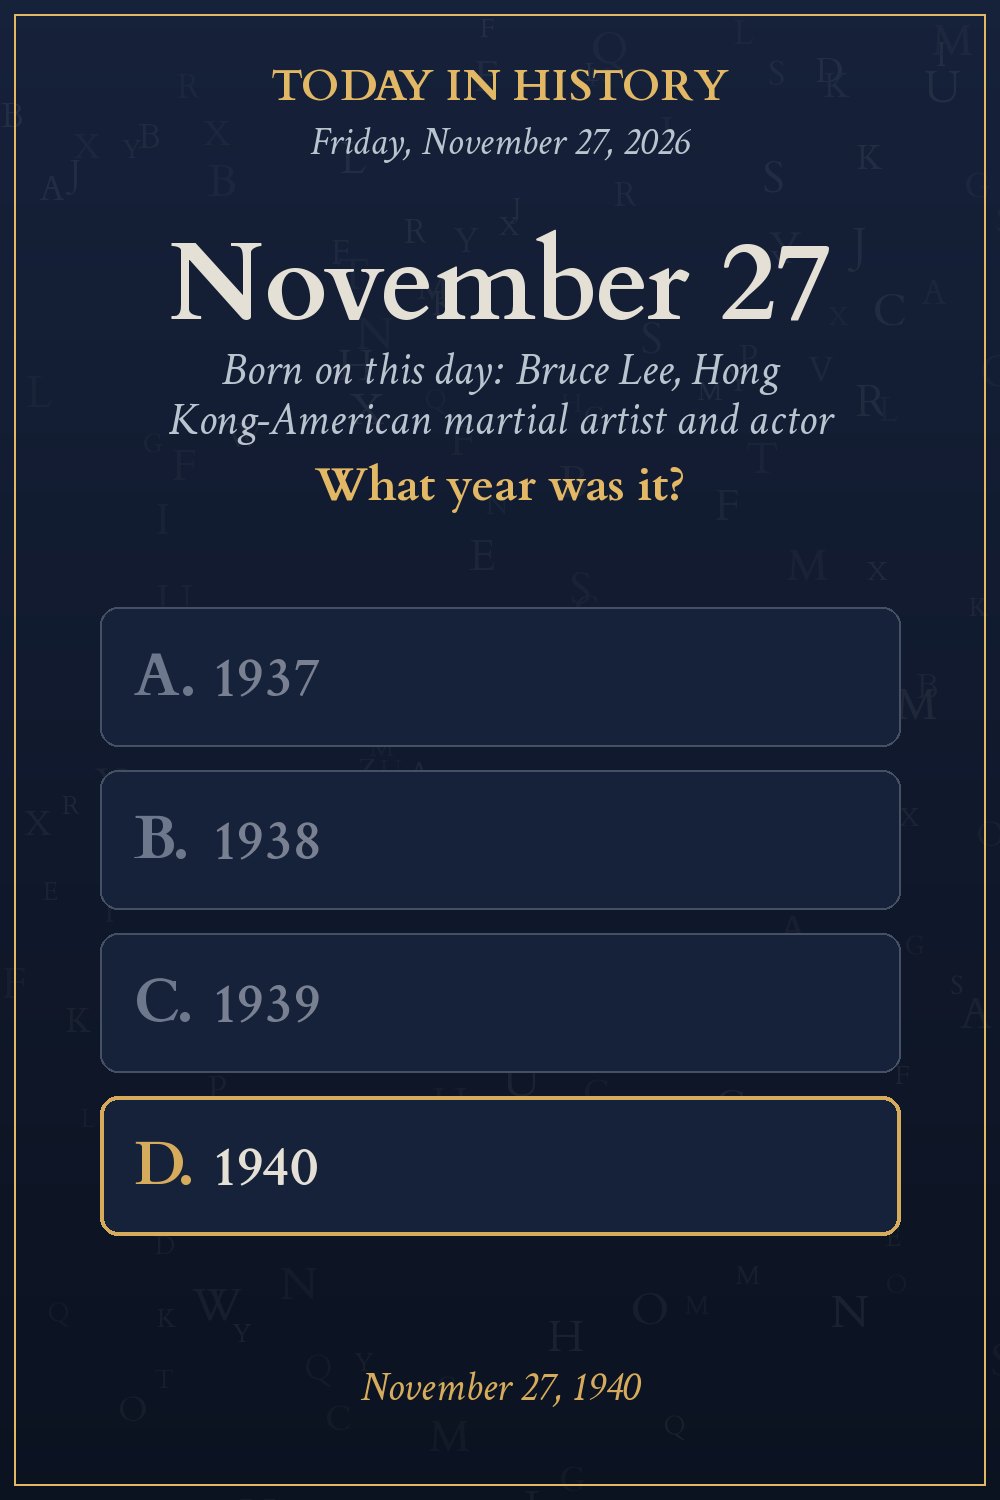 TODAY IN HISTORY
Friday, November 27, 2026
November 27
Born on this day: Bruce Lee, Hong
Kong-American martial artist and actor
What year was it?
A. 1937
B. 1938
C. 1939
D. 1940
November 27, 1940